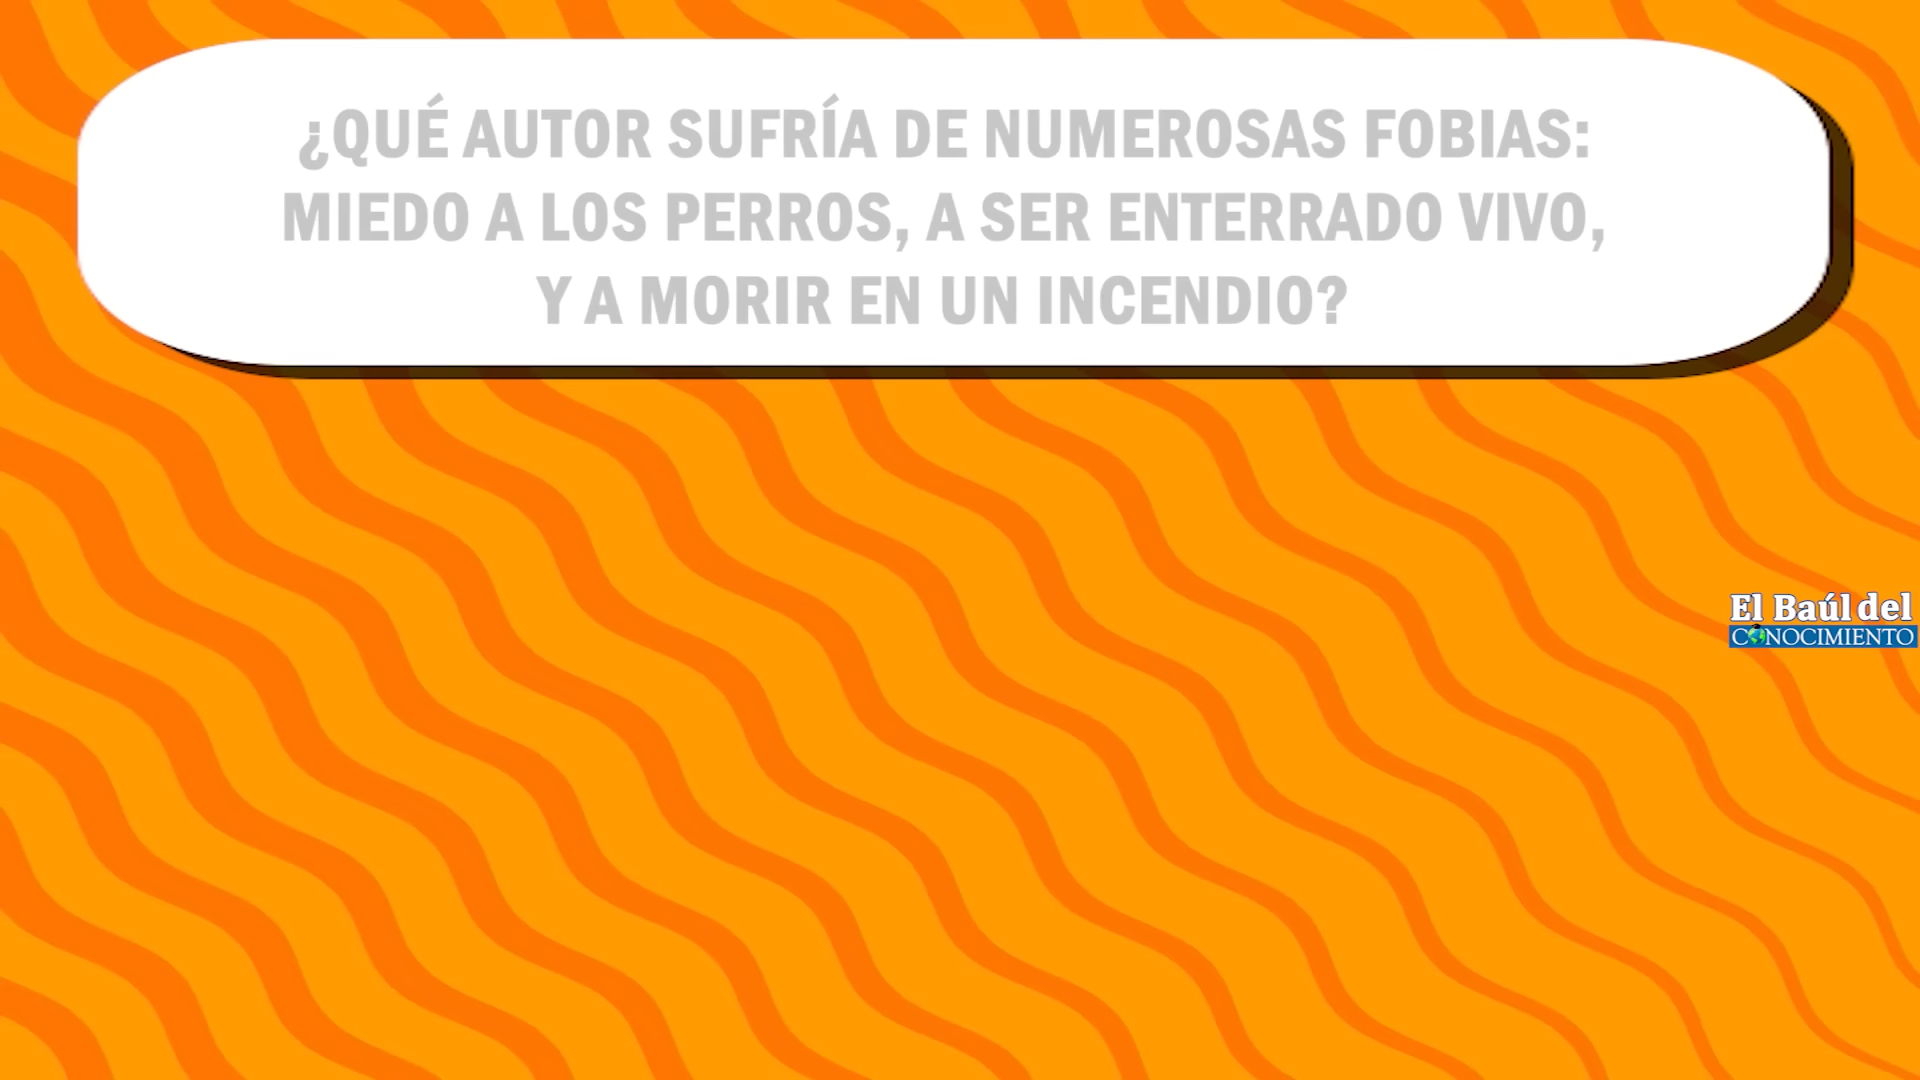 ¿QUÉ AUTOR SUFRÍA DE NUMEROSAS FOBIAS:
MIEDO A LOS PERROS, A SER ENTERRADO VIVO,
Y A MORIR EN UN INCENDIO?
El Baúl del
CONOCIMIENTO